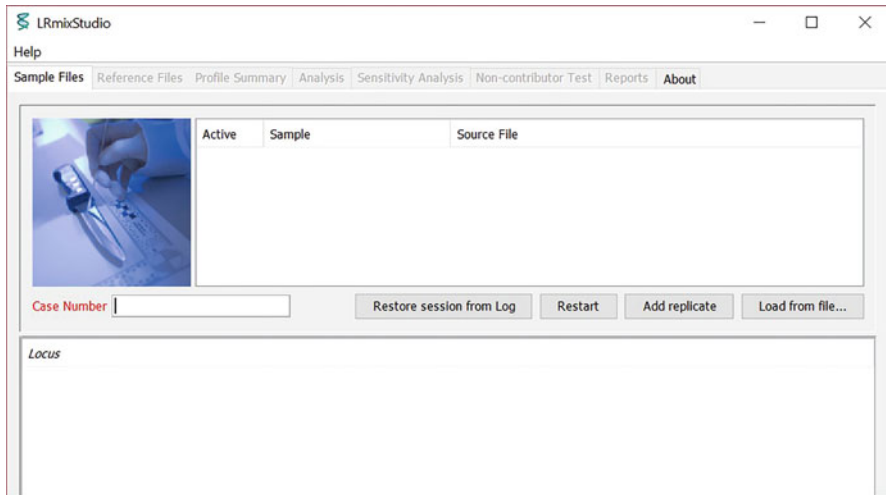 LRmixStudio
Help
Sample Files Reference Files Profile Summary Analysis Sensitivity Analysis Non-contributor Test Reports About
Active Sample Source File
Case Number Restore session from Log Restart Add replicate Load from file...
Locus